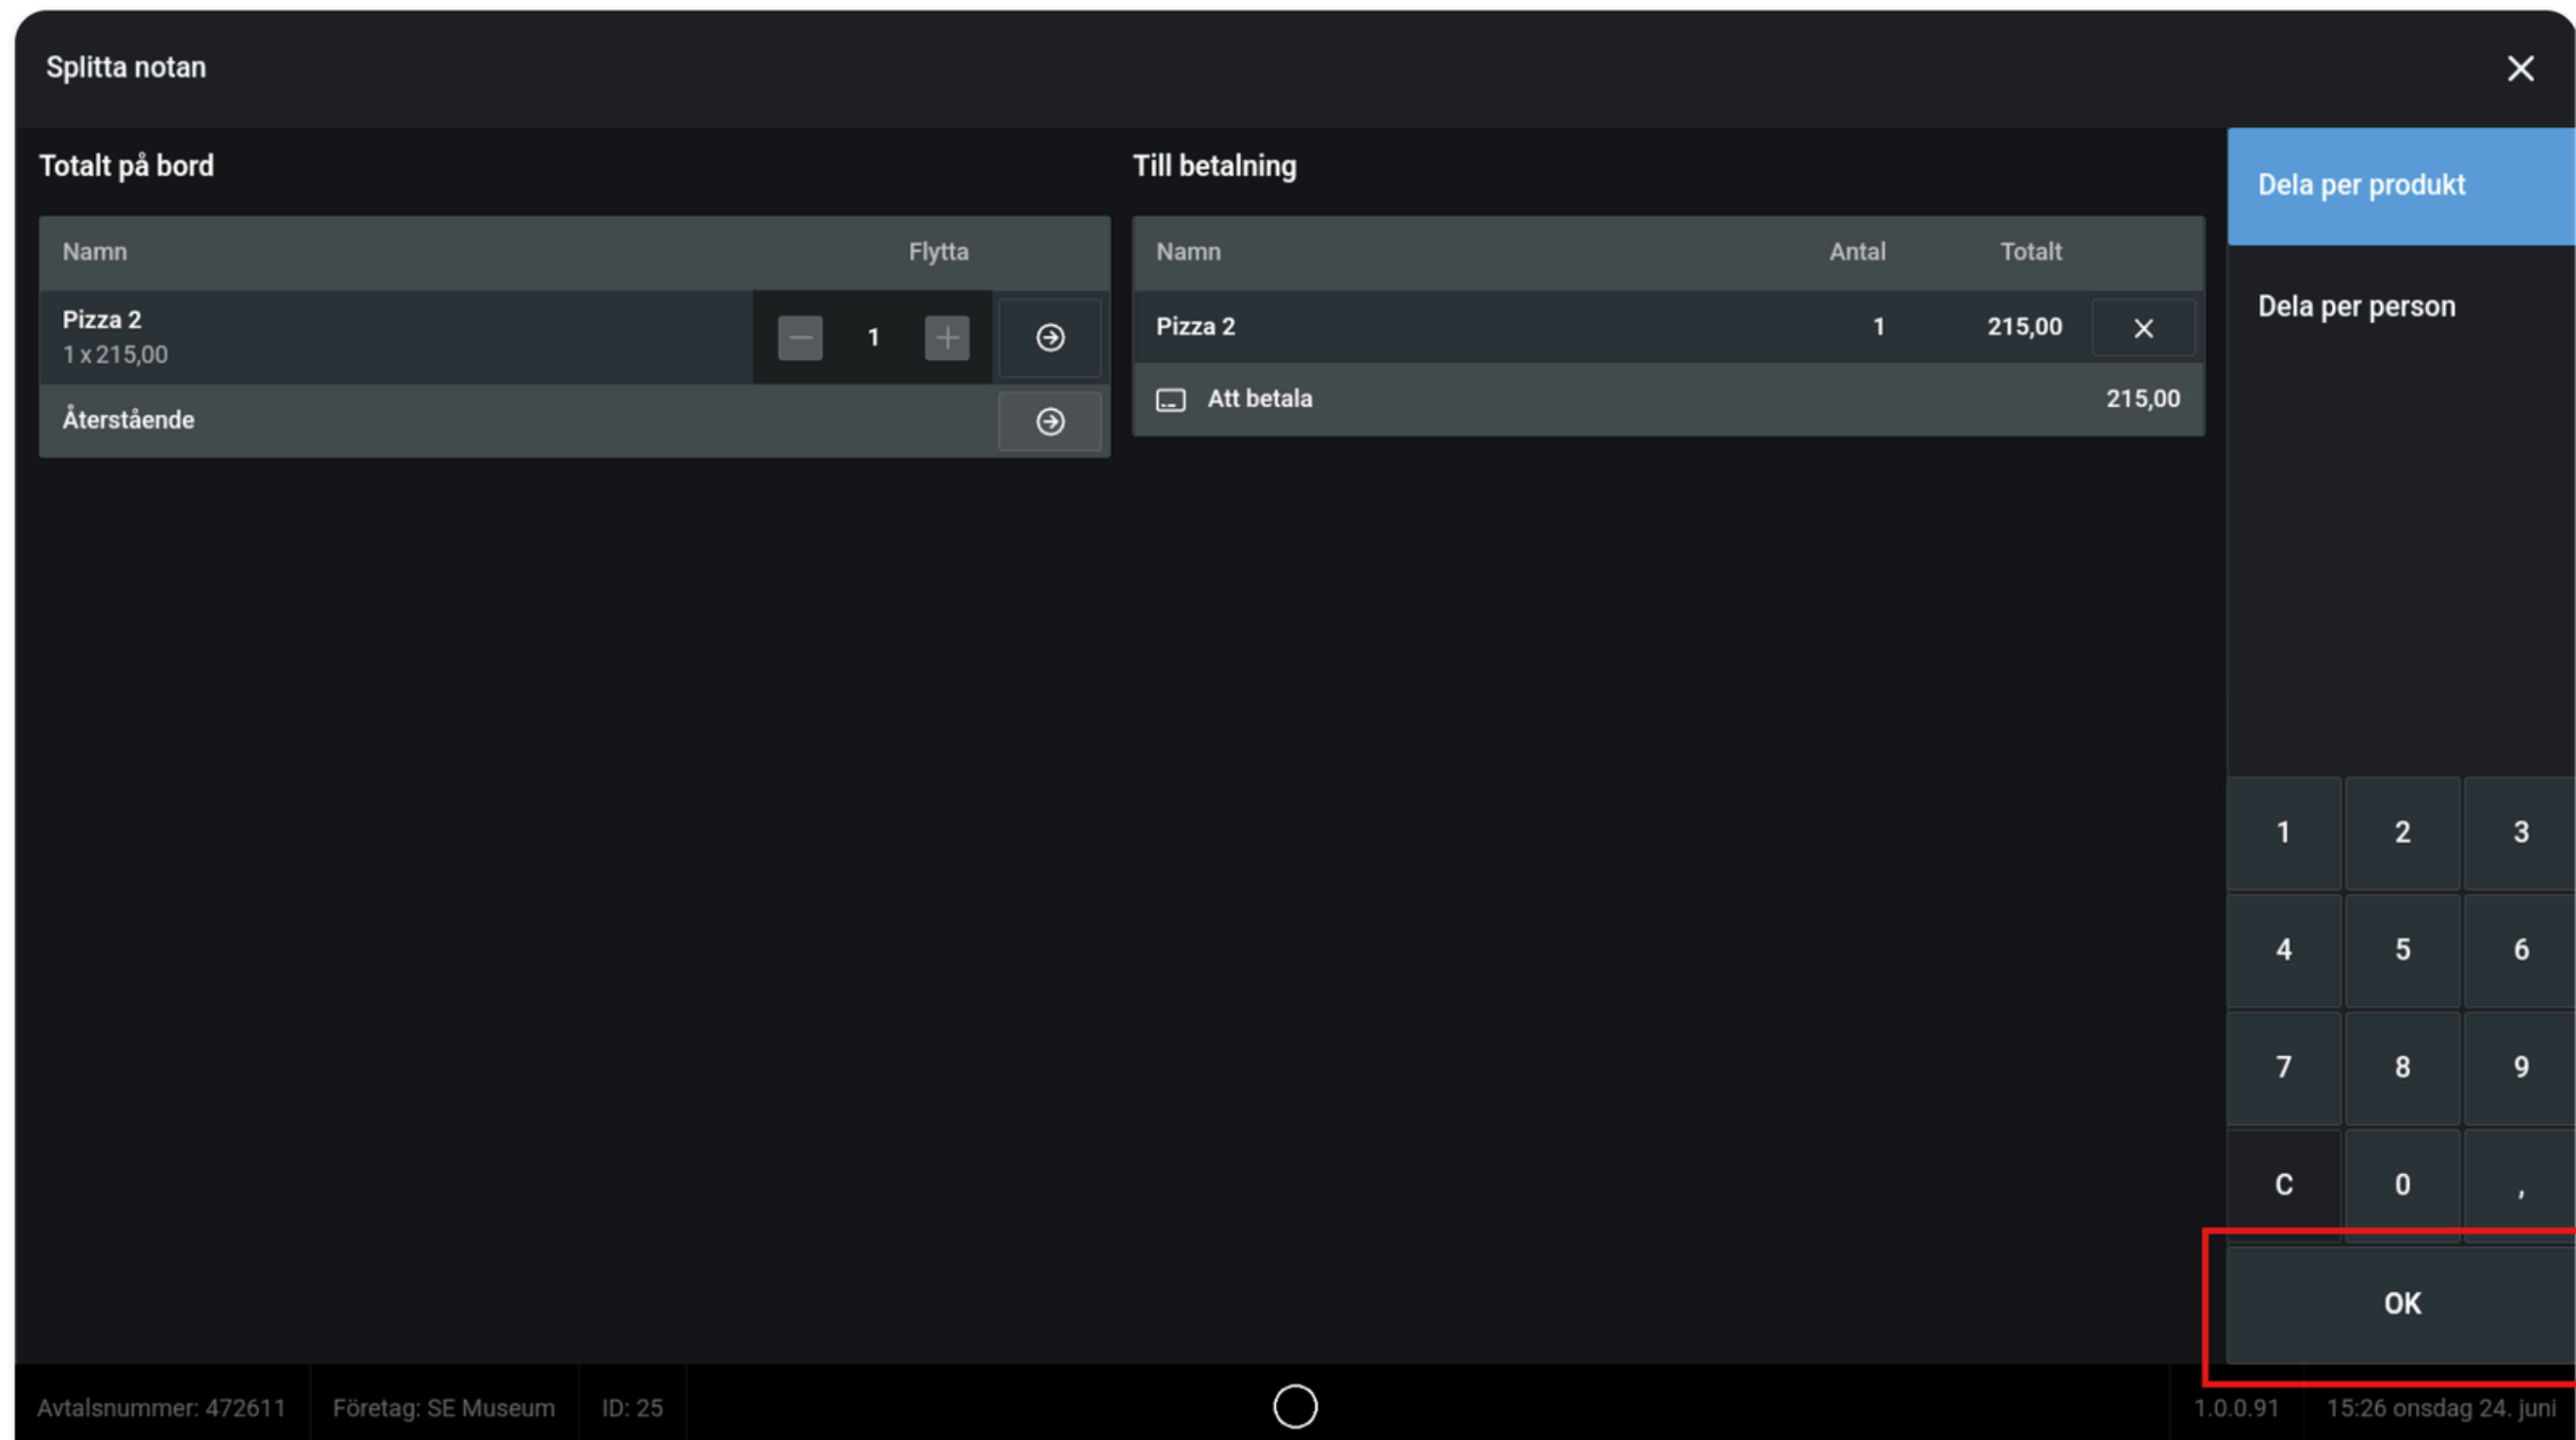 Splitta notan
Totalt på bord
Namn Flytta
Pizza 2
1 x 215,00
1
Återstående
Till betalning
Namn Antal Totalt
Pizza 2 1 215,00
Att betala 215,00
Dela per produkt
Dela per person
1 2 3
4 5 6
7 8 9
C 0 ,
OK
Avtalsnummer: 472611 Företag: SE Museum ID: 25 1.0.0.91 15:26 onsdag 24. juni